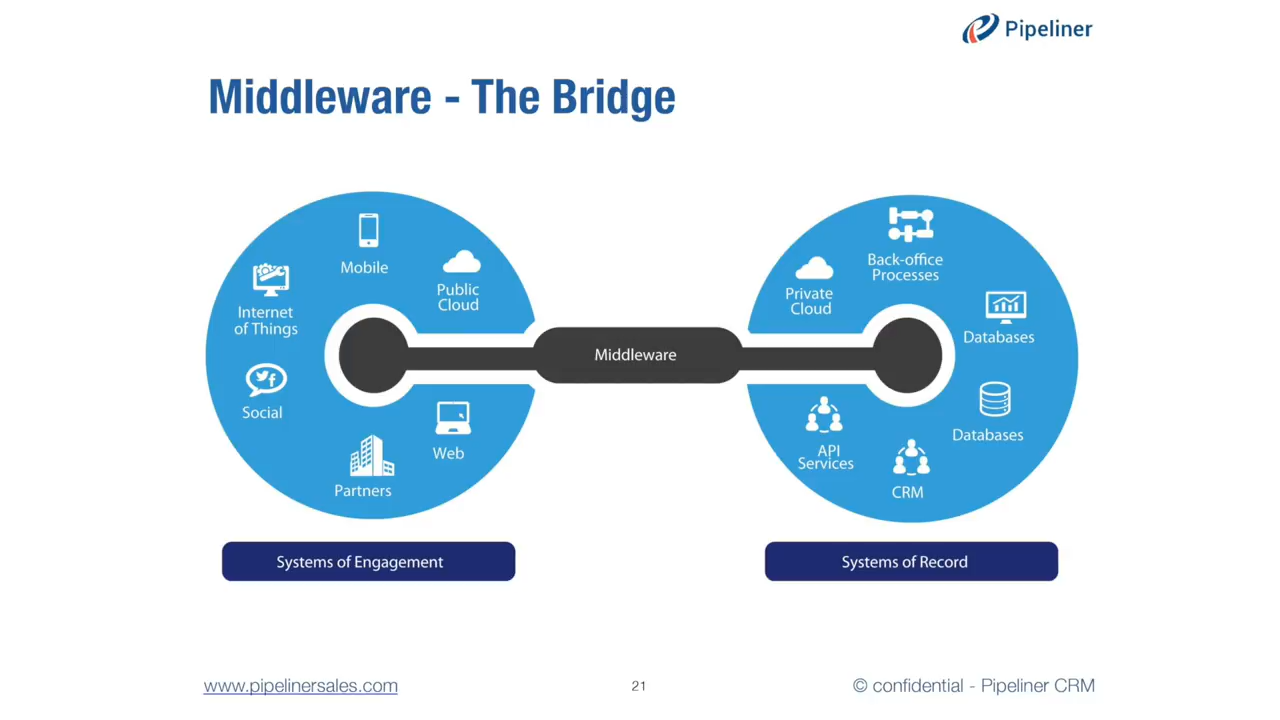 Pipeliner
Middleware - The Bridge
Mobile
Public
Cloud
Internet
of Things
Social
Web
Partners
Middleware
Back-office
Processes
Private
Cloud
Databases
Databases
API
Services
CRM
Systems of Engagement
Systems of Record
www.pipelinersales.com
21
© confidential - Pipeliner CRM